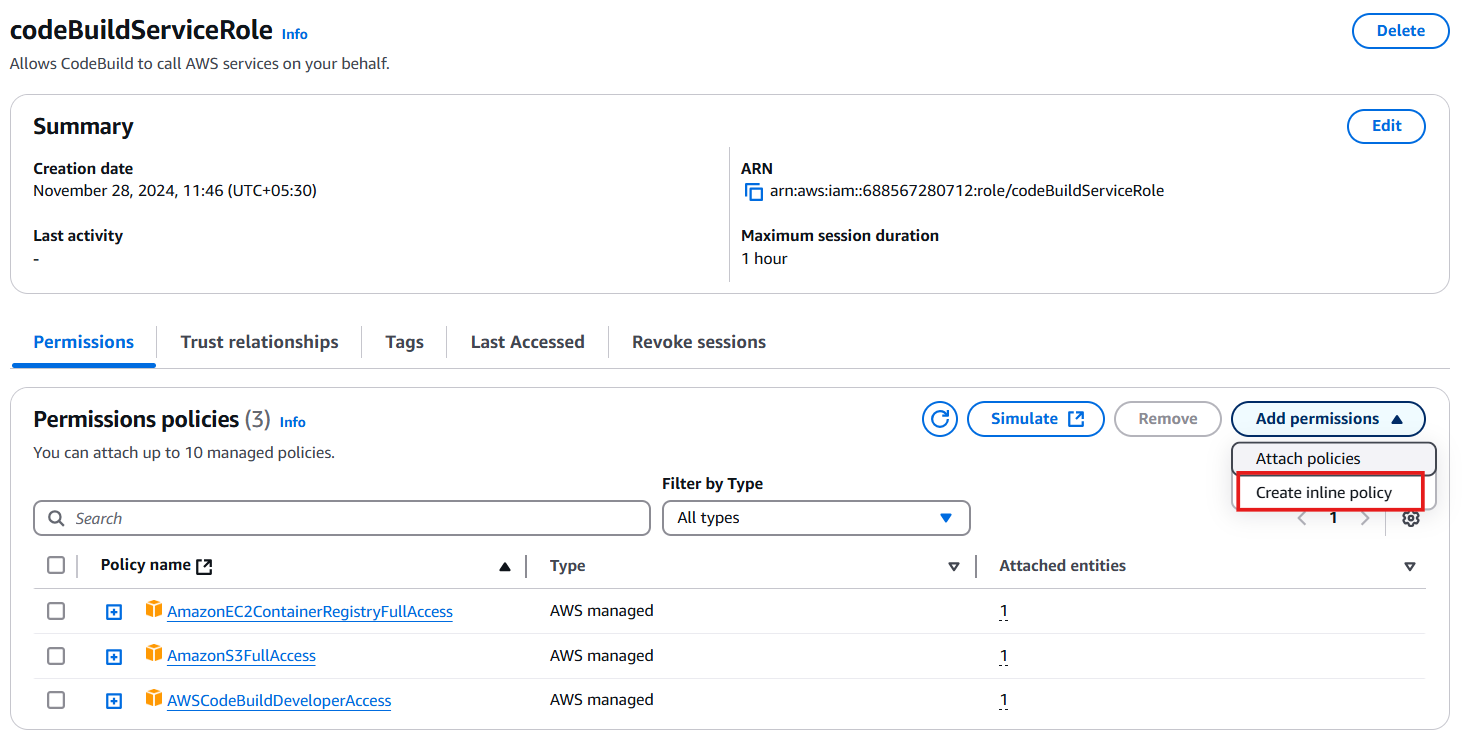 codeBuildServiceRole Info
Delete
Allows CodeBuild to call AWS services on your behalf.
Summary
Edit
Creation date
November 28, 2024, 11:46 (UTC+05:30)
ARN
arn:aws:iam::688567280712:role/codeBuildServiceRole
Last activity
-
Maximum session duration
1 hour
Permissions Trust relationships Tags Last Accessed Revoke sessions
Permissions policies (3) Info
Simulate Remove Add permissions
You can attach up to 10 managed policies.
Attach policies
Create inline policy
Filter by Type
Search All types 1
Policy name Type Attached entities
AmazonEC2ContainerRegistryFullAccess AWS managed 1
AmazonS3FullAccess AWS managed 1
AWSCodeBuildDeveloperAccess AWS managed 1